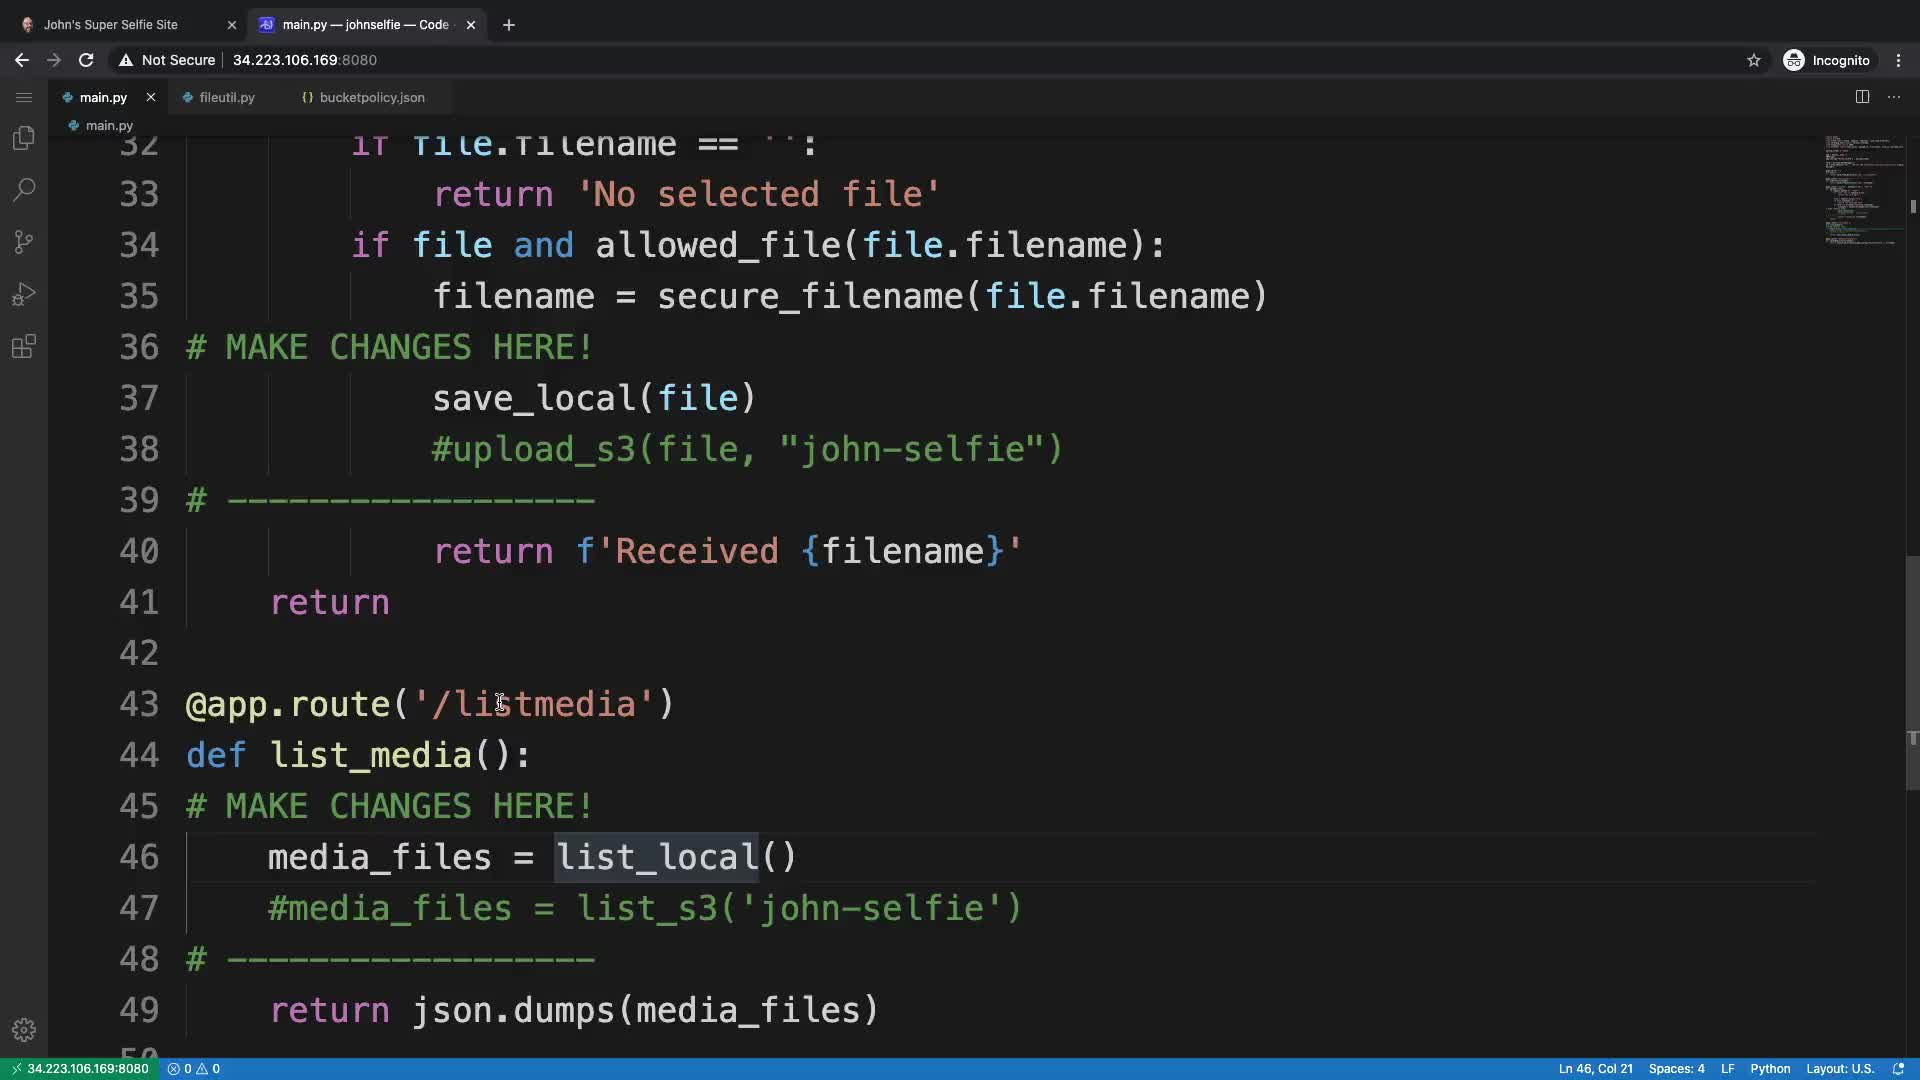 John's Super Selfie Site
main.py — johnselfie — Code
Not Secure 34.223.106.169:8080
Incognito
main.py
fileutil.py
{} bucketpolicy.json
main.py
32 if file.filename == '':
33 return 'No selected file'
34 if file and allowed_file(file.filename):
35 filename = secure_filename(file.filename)
36 # MAKE CHANGES HERE!
37 save_local(file)
38 #upload_s3(file, "john-selfie")
39 # ------------------
40 return f'Received {filename}'
41 return
42
43 @app.route('/listmedia')
44 def list_media():
45 # MAKE CHANGES HERE!
46 media_files = list_local()
47 #media_files = list_s3('john-selfie')
48 # ------------------
49 return json.dumps(media_files)
50
34.223.106.169:8080 0 0 Ln 46, Col 21 Spaces: 4 LF Python Layout: U.S.